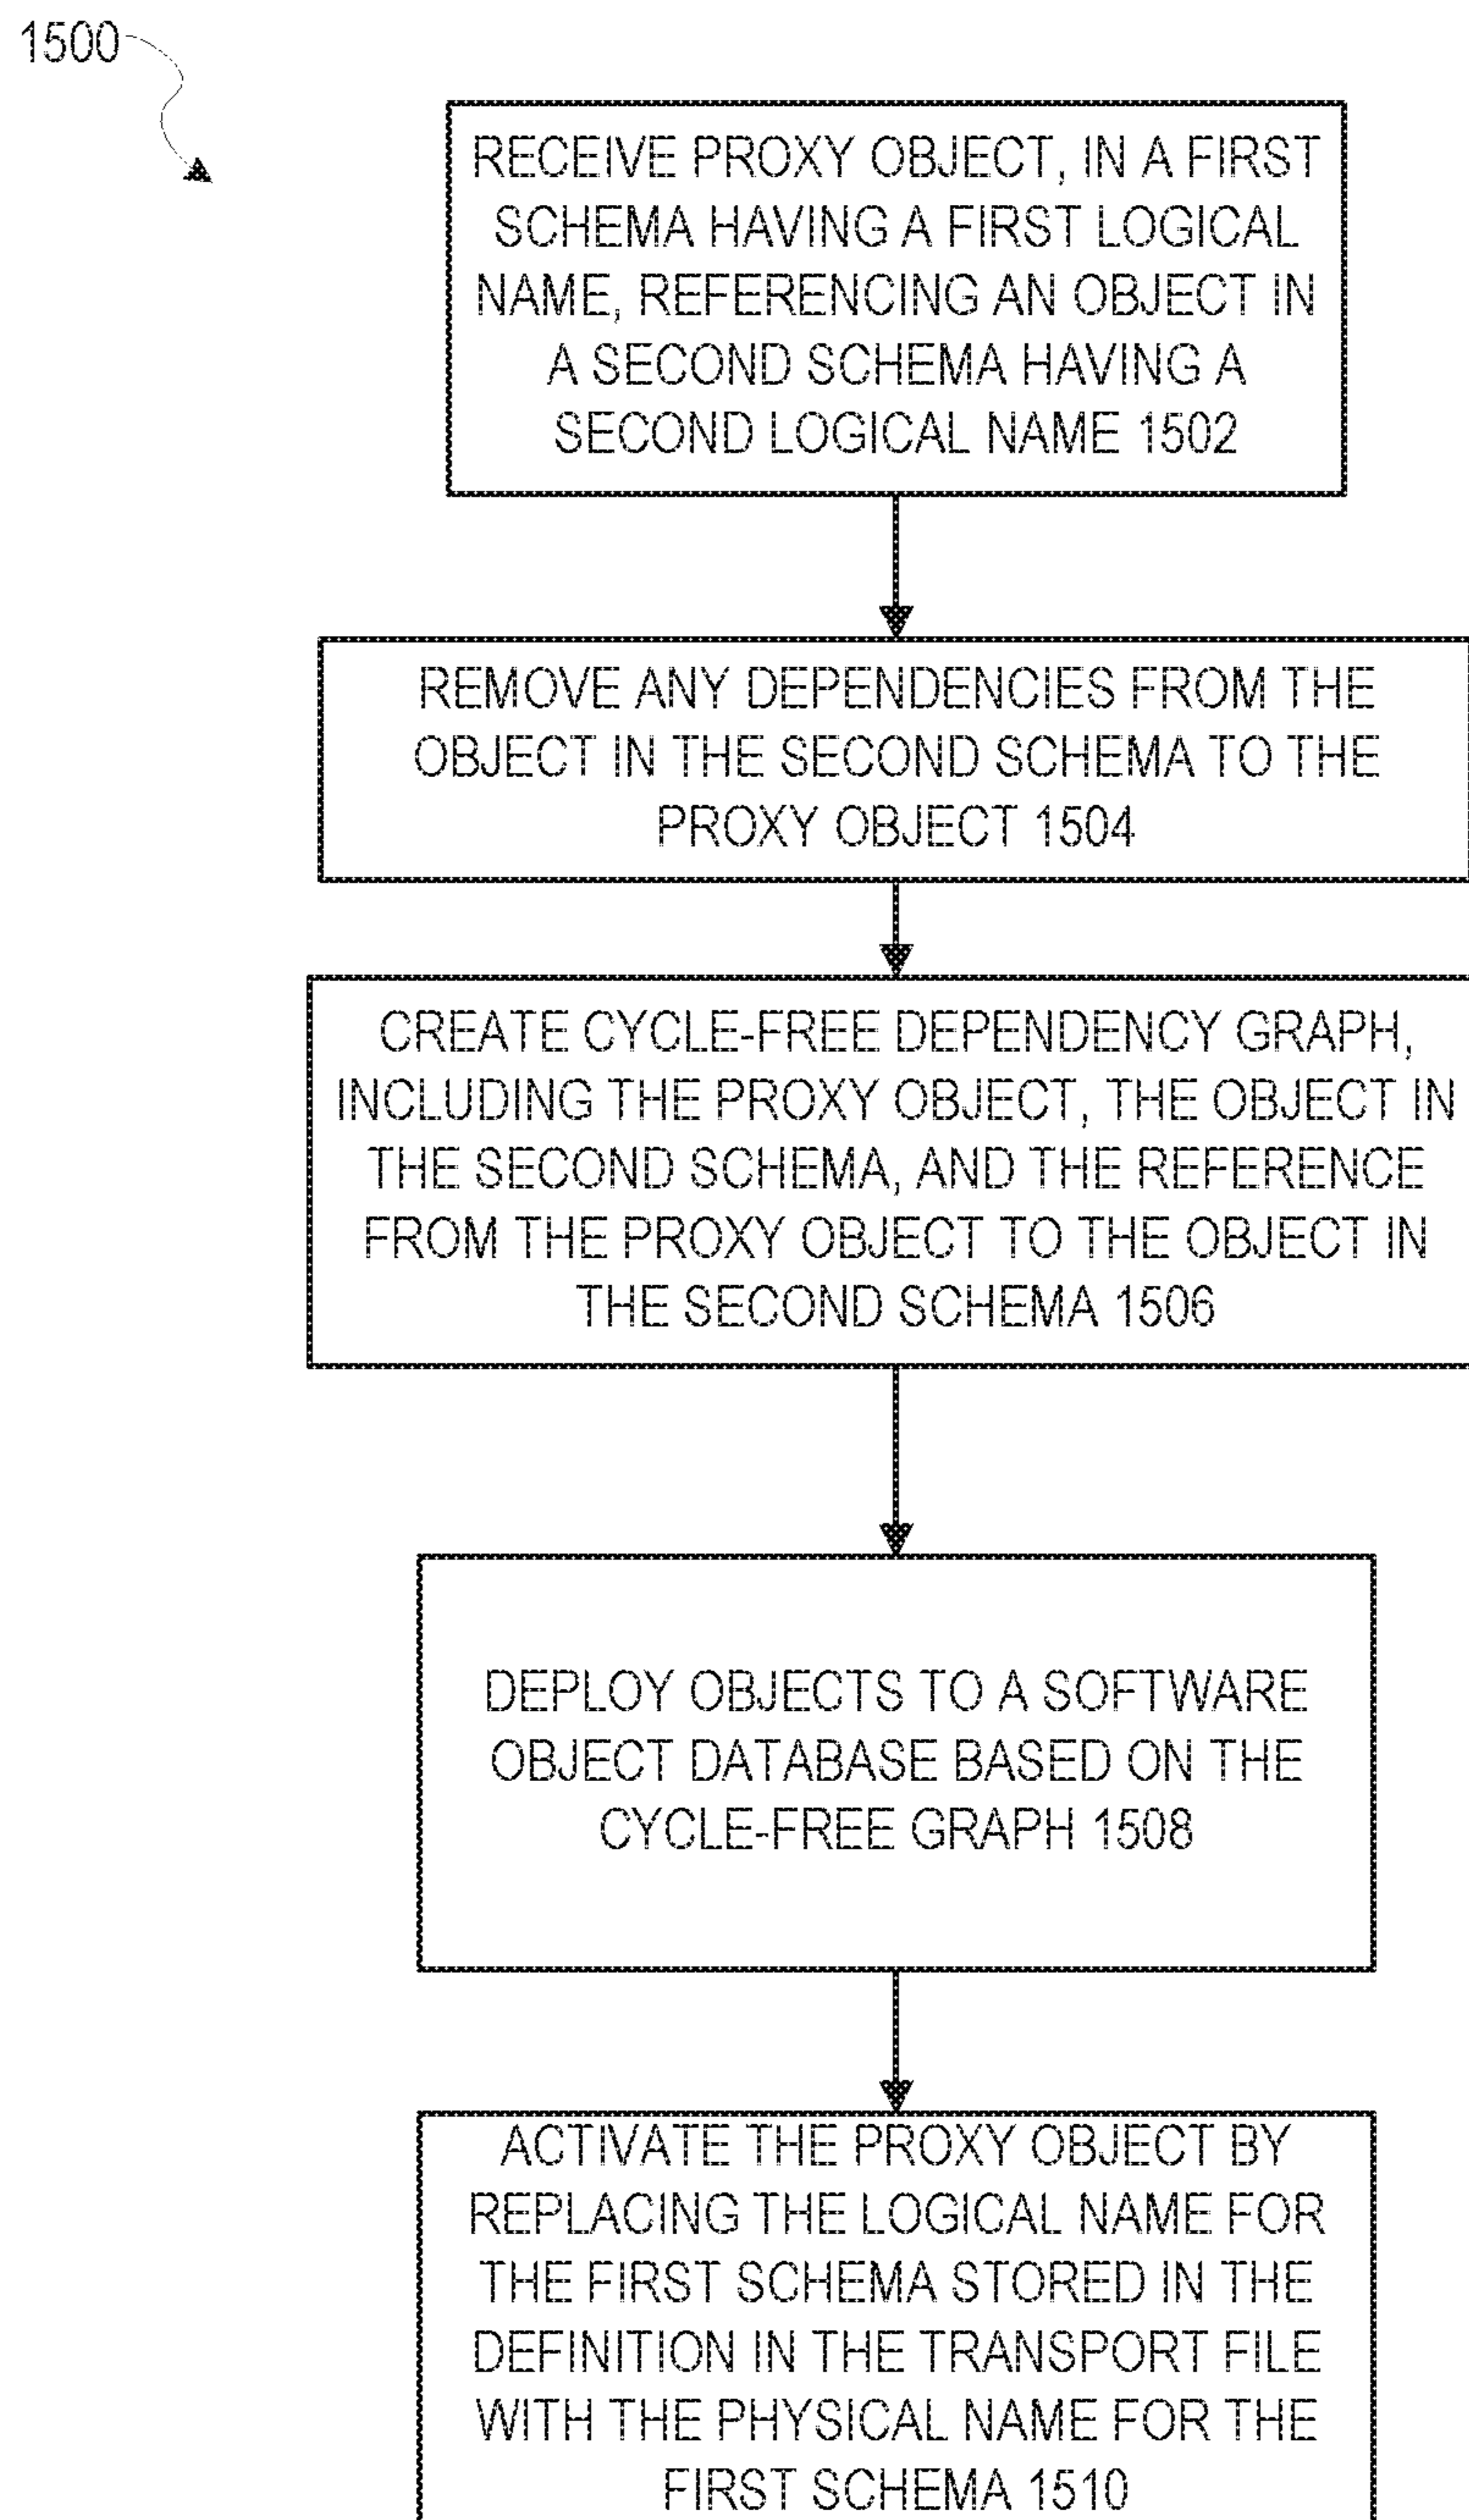 1500
RECEIVE PROXY OBJECT, IN A FIRST
SCHEMA HAVING A FIRST LOGICAL
NAME, REFERENCING AN OBJECT IN
A SECOND SCHEMA HAVING A
SECOND LOGICAL NAME 1502
REMOVE ANY DEPENDENCIES FROM THE
OBJECT IN THE SECOND SCHEMA TO THE
PROXY OBJECT 1504
CREATE CYCLE-FREE DEPENDENCY GRAPH,
INCLUDING THE PROXY OBJECT, THE OBJECT IN
THE SECOND SCHEMA, AND THE REFERENCE
FROM THE PROXY OBJECT TO THE OBJECT IN
THE SECOND SCHEMA 1506
DEPLOY OBJECTS TO A SOFTWARE
OBJECT DATABASE BASED ON THE
CYCLE-FREE GRAPH 1508
ACTIVATE THE PROXY OBJECT BY
REPLACING THE LOGICAL NAME FOR
THE FIRST SCHEMA STORED IN THE
DEFINITION IN THE TRANSPORT FILE
WITH THE PHYSICAL NAME FOR THE
FIRST SCHEMA 1510